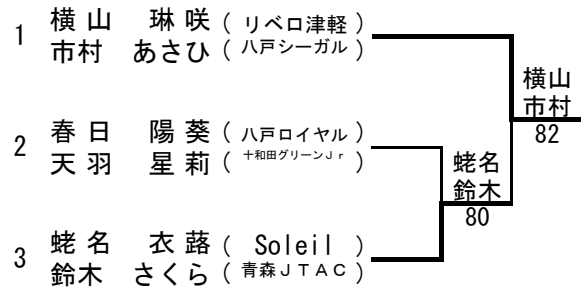 1 横山 琳咲 ( リベロ津軽 )
市村 あさひ ( 八戸シーガル )
横山
市村
82
2 春日 陽葵 ( 八戸ロイヤル )
天羽 星莉 ( 十和田グリーンJr )
蛯名
鈴木
80
3 蛯名 衣蕗 ( Soleil )
鈴木 さくら ( 青森JTAC )